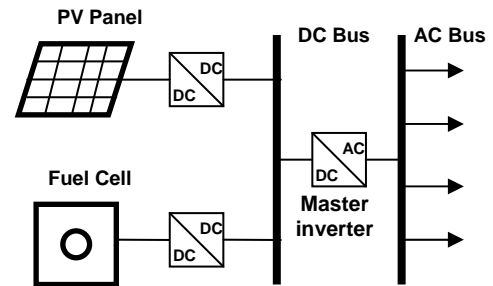 PV Panel
DC Bus
AC Bus
DC
DC
AC
DC
Fuel Cell
Master
inverter
DC
DC